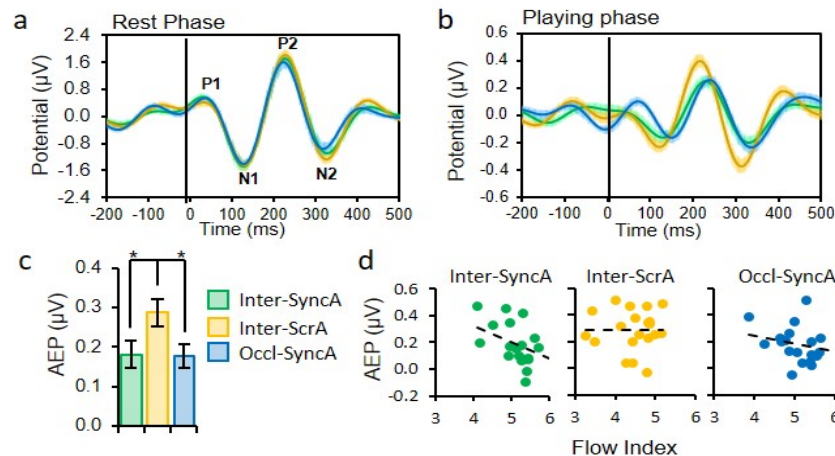 a
Rest Phase
2.4
1.6
0.8
0.0
-0.8
-1.6
-2.4
Potential (µV)
P1
P2
N1
N2
-200 -100 0 100 200 300 400 500
Time (ms)
b
Playing phase
0.6
0.4
0.2
0.0
-0.2
-0.4
-0.6
Potential (µV)
-200 -100 0 100 200 300 400 500
Time (ms)
c
* *
0.4
0.3
0.2
0.1
0.0
AEP (µV)
Inter-SyncA
Inter-ScrA
Occl-SyncA
d
Inter-SyncA Inter-ScrA Occl-SyncA
0.6
0.4
0.2
0.0
-0.2
AEP (µV)
3 4 5 6 3 4 5 6 3 4 5 6
Flow Index